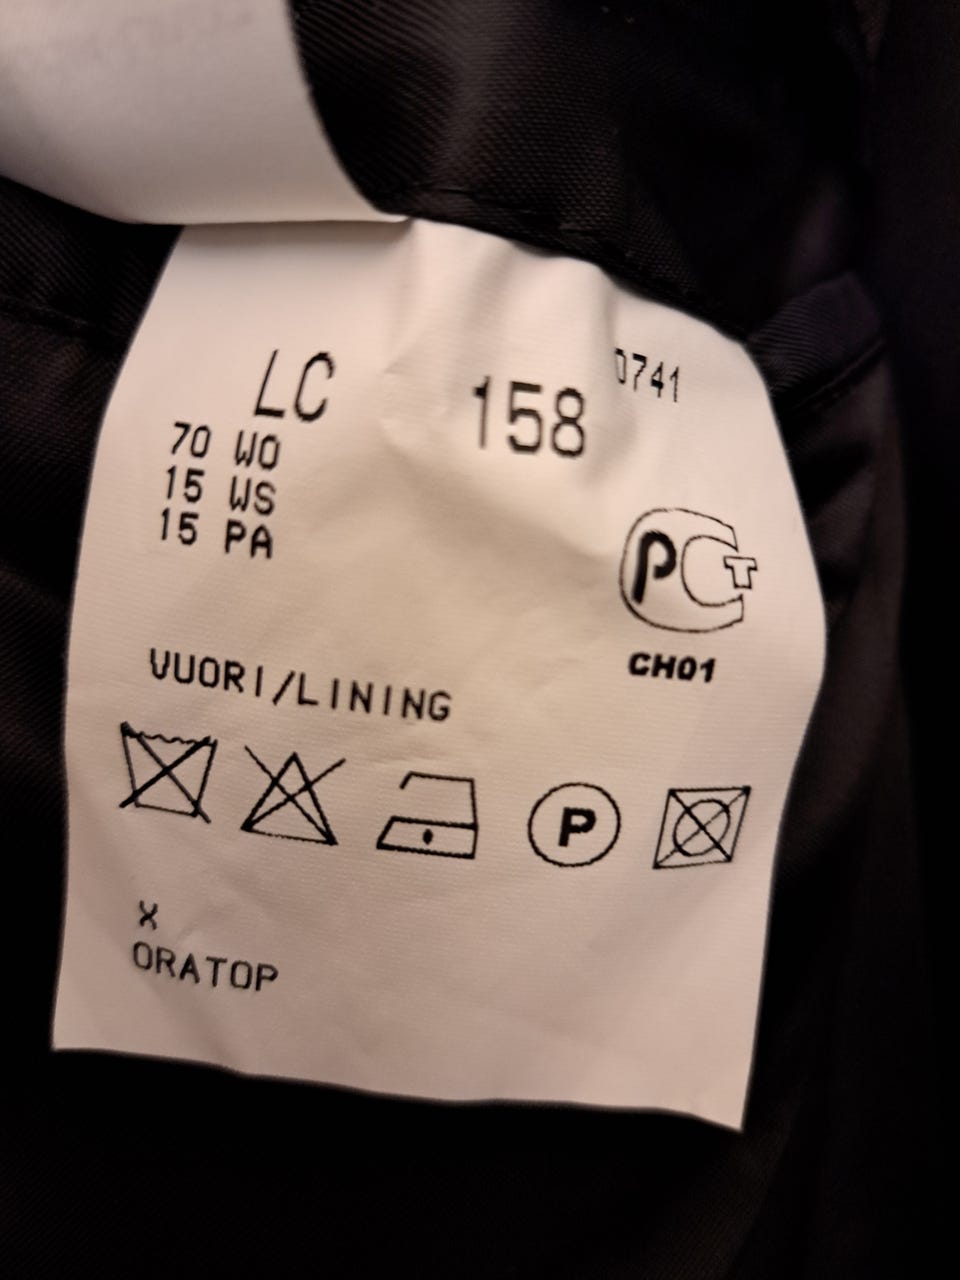 LC 158 0741
70 WO
15 WS
15 PA
PCT
CH01
VUORI/LINING
P
X
ORATOP